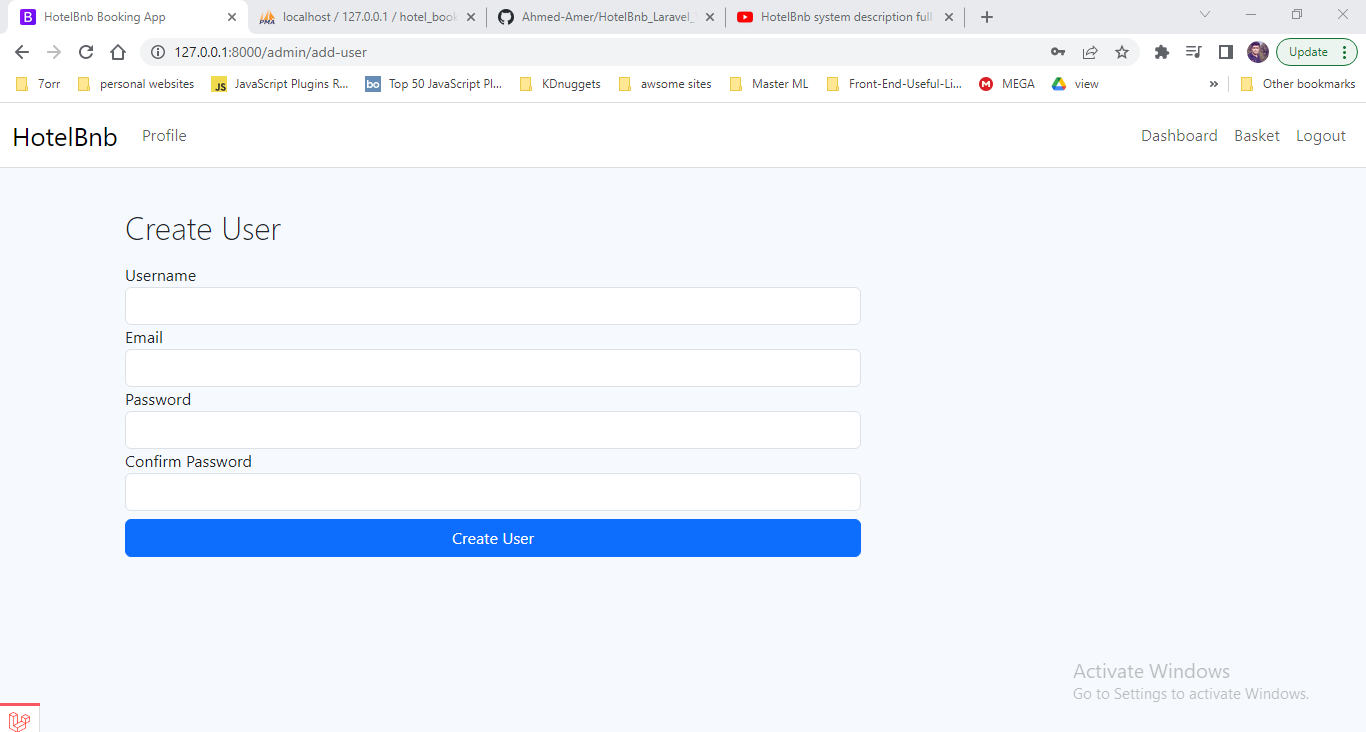 HotelBnb Booking App
localhost / 127.0.0.1 / hotel_book
Ahmed-Amer/HotelBnb_Laravel_
HotelBnb system description full
127.0.0.1:8000/admin/add-user
Update
7orr
personal websites
JS
JavaScript Plugins R...
bo
Top 50 JavaScript Pl...
KDnuggets
awsome sites
Master ML
Front-End-Useful-Li...
MEGA
view
»
Other bookmarks
HotelBnb
Profile
Dashboard
Basket
Logout
Create User
Username
Email
Password
Confirm Password
Create User
Activate Windows
Go to Settings to activate Windows.